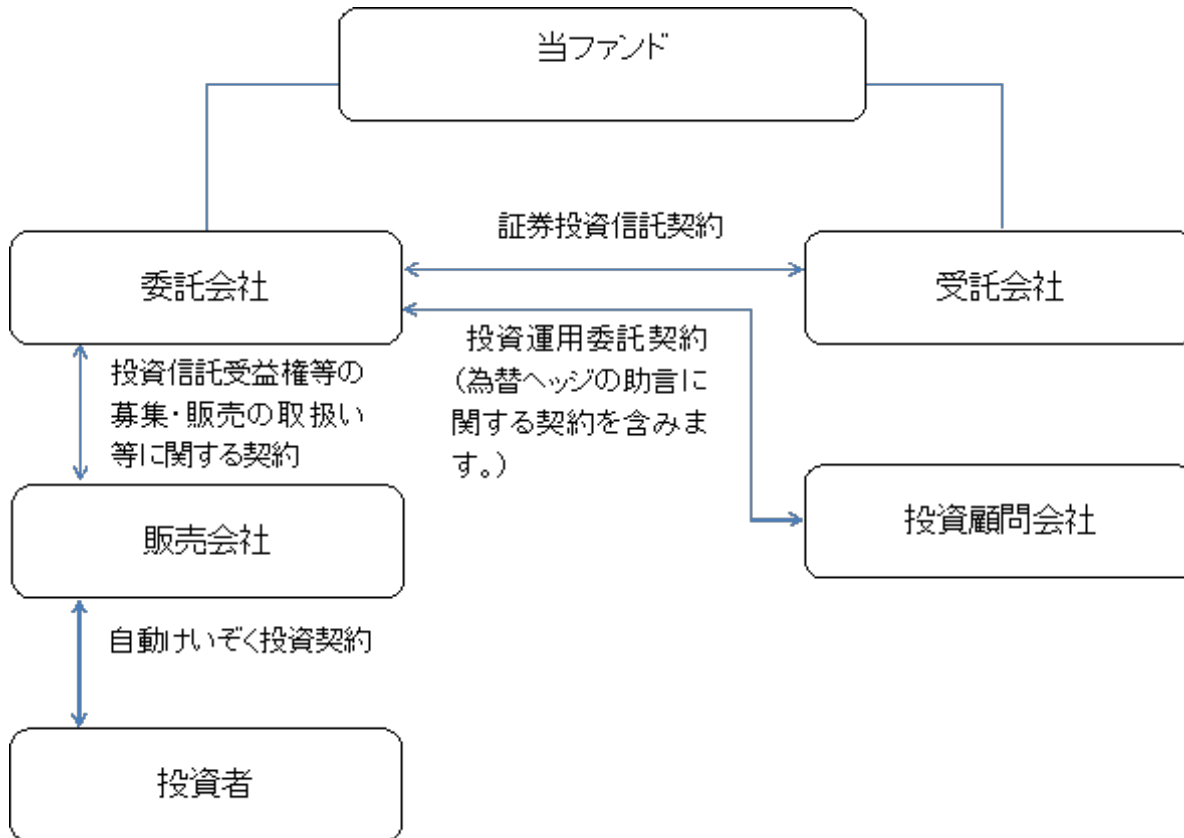 当ファンド
証券投資信託契約
委託会社
受託会社
投資運用委託契約
(為替ヘッジの助言に
関する契約を含みま
す。)
投資信託受益権等の
募集・販売の取扱い
等に関する契約
販売会社
投資顧問会社
自動けいぞく投資契約
投資者